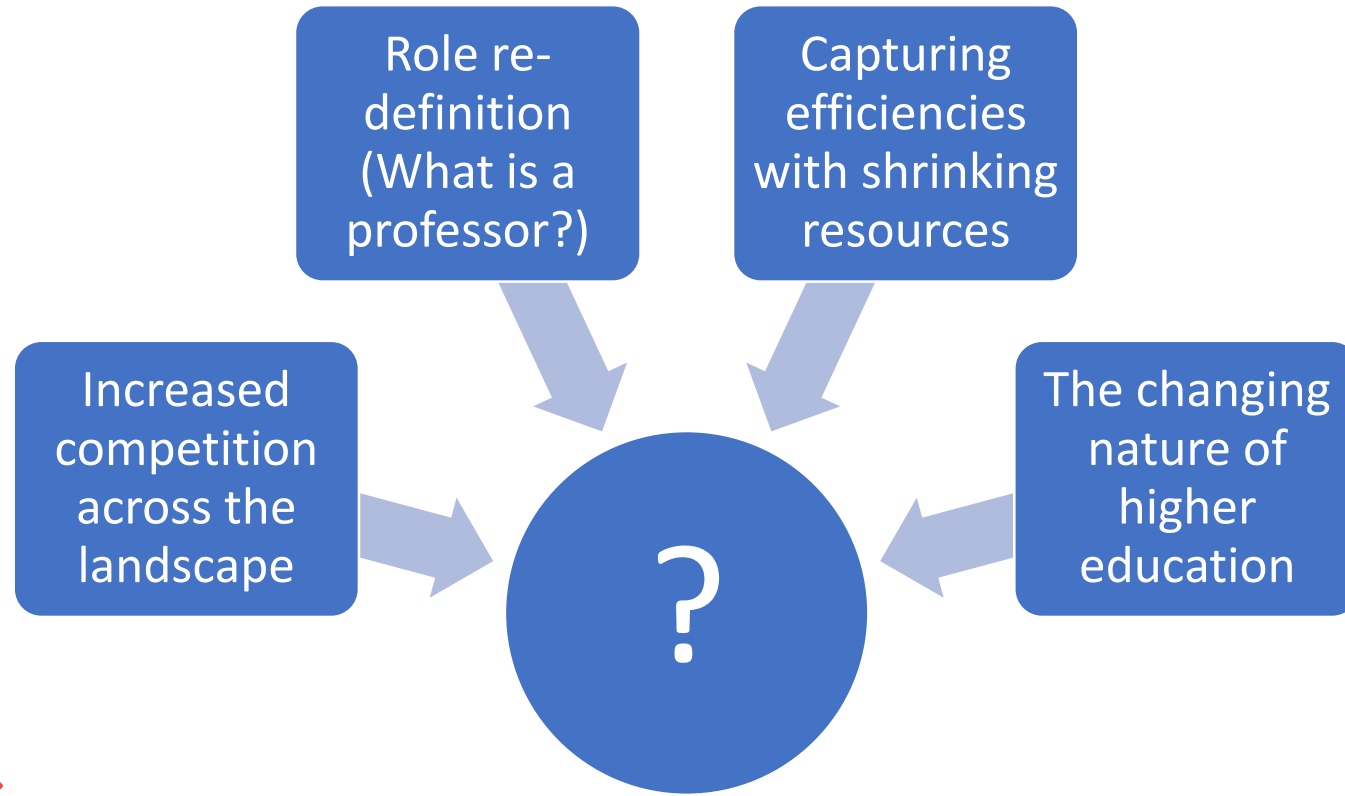 Role re-
definition
(What is a
professor?)
Capturing
efficiencies
with shrinking
resources
Increased
competition
across the
landscape
The changing
nature of
higher
education
?